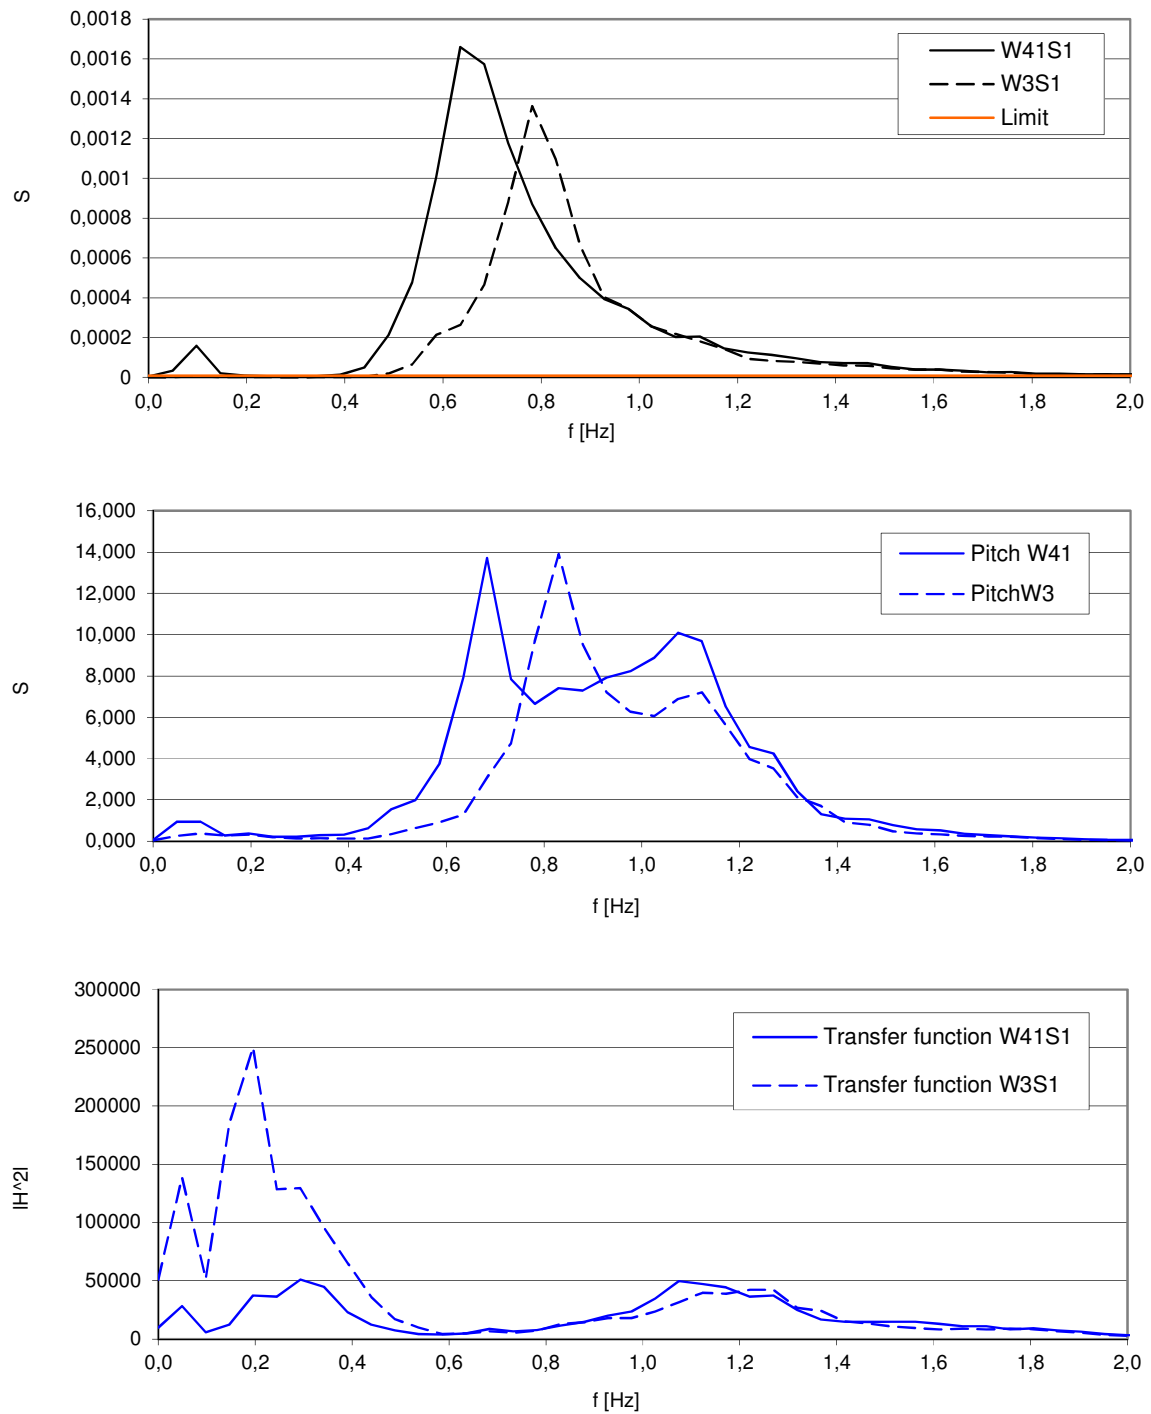 0,0018
0,0016
0,0014
0,0012
0,001
0,0008
0,0006
0,0004
0,0002
0
S
W41S1
W3S1
Limit
0,0 0,2 0,4 0,6 0,8 1,0 1,2 1,4 1,6 1,8 2,0
f [Hz]
16,000
14,000
12,000
10,000
8,000
6,000
4,000
2,000
0,000
S
Pitch W41
PitchW3
0,0 0,2 0,4 0,6 0,8 1,0 1,2 1,4 1,6 1,8 2,0
f [Hz]
300000
250000
200000
150000
100000
50000
0
IH^2I
Transfer function W41S1
Transfer function W3S1
0,0 0,2 0,4 0,6 0,8 1,0 1,2 1,4 1,6 1,8 2,0
f [Hz]